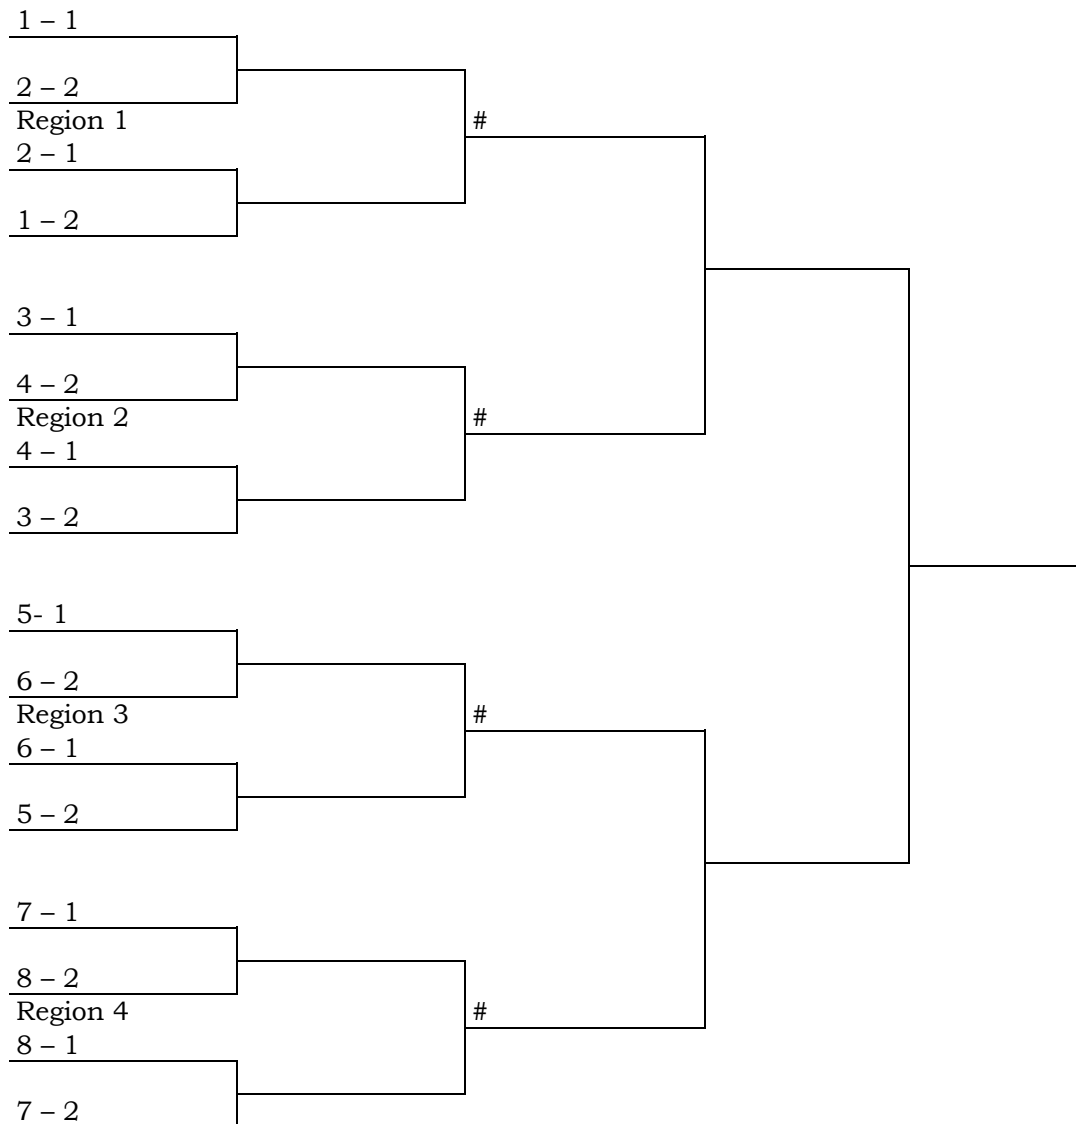 1 – 1
2 – 2
Region 1
#
2 – 1
1 – 2
3 – 1
4 – 2
Region 2
#
4 – 1
3 – 2
5- 1
6 – 2
Region 3
#
6 – 1
5 – 2
7 – 1
8 – 2
Region 4
#
8 – 1
7 – 2